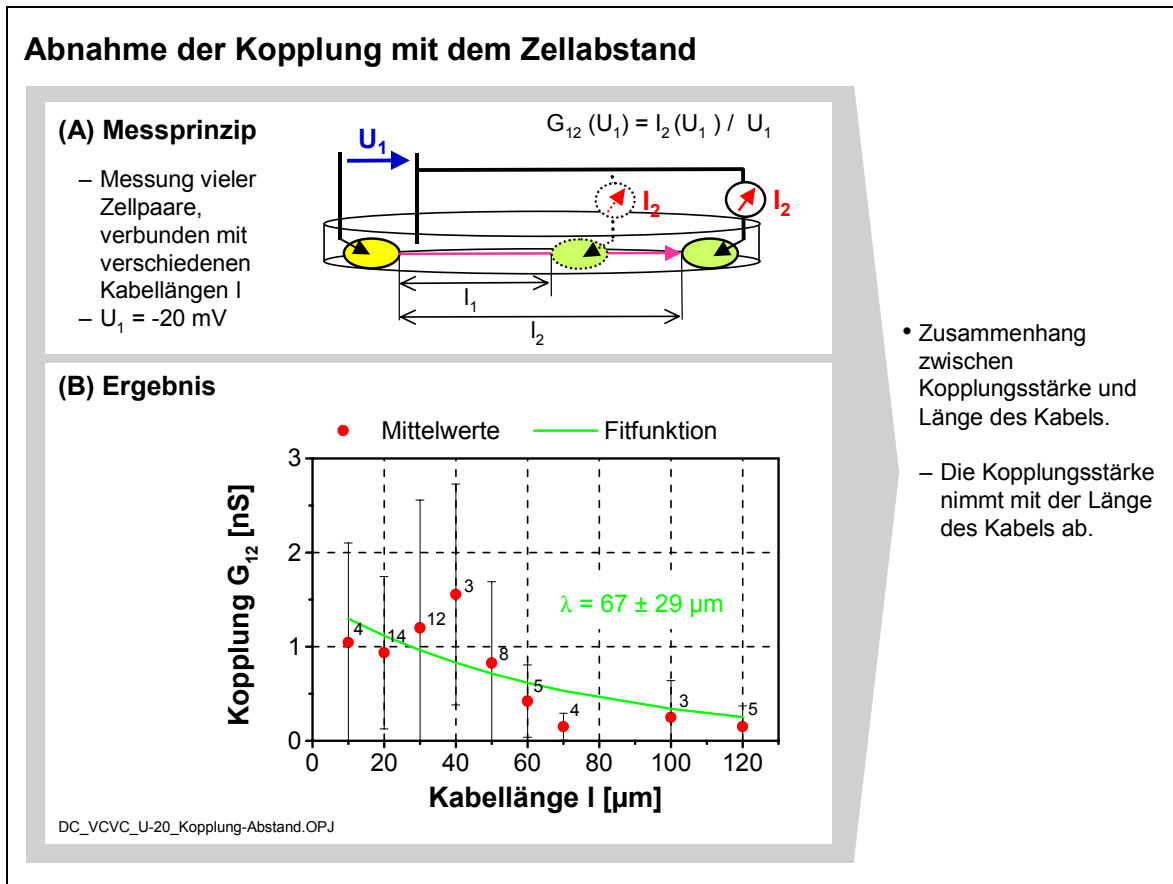 Abnahme der Kopplung mit dem Zellabstand
(A) Messprinzip
– Messung vieler
Zellpaare,
verbunden mit
verschiedenen
Kabellängen l
– U₁ = -20 mV
U₁
G₁₂ (U₁) = I₂ (U₁ ) / U₁
I₂
I₂
l₁
l₂
(B) Ergebnis
Mittelwerte
Fitfunktion
Kopplung G₁₂ [nS]
3
2
1
0
4
14
12
3
8
5
4
3
5
λ = 67 ± 29 µm
0 20 40 60 80 100 120
Kabellänge l [µm]
DC_VCVC_U-20_Kopplung-Abstand.OPJ
• Zusammenhang
zwischen
Kopplungsstärke und
Länge des Kabels.
– Die Kopplungsstärke
nimmt mit der Länge
des Kabels ab.